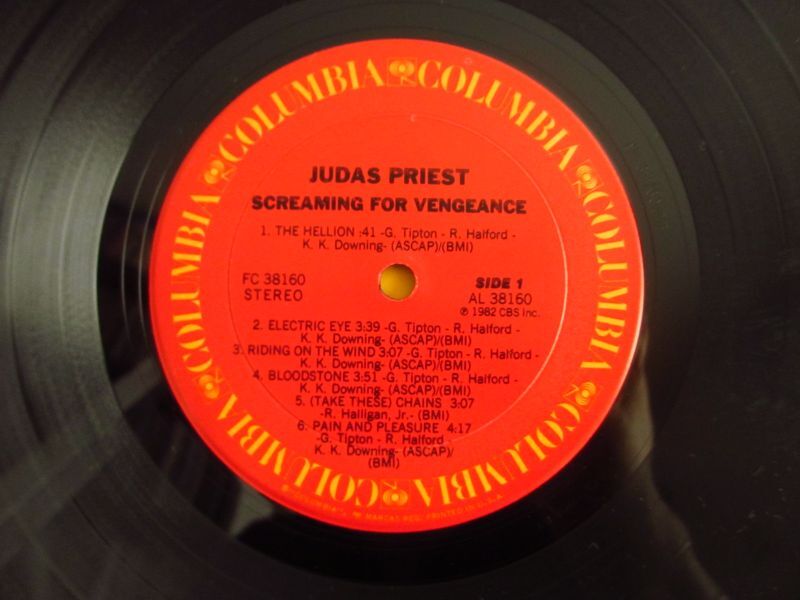 COLUMBIA COLUMBIA COLUMBIA COLUMBIA COLUMBIA COLUMBIA
JUDAS PRIEST
SCREAMING FOR VENGEANCE
1. THE HELLION :41 -G. Tipton - R. Halford -
K. K. Downing- (ASCAP)/(BMI)
FC 38160
STEREO
SIDE 1
AL 38160
℗ 1982 CBS Inc.
2. ELECTRIC EYE 3:39 -G. Tipton - R. Halford -
K. K. Downing- (ASCAP)/(BMI)
3. RIDING ON THE WIND 3:07 -G. Tipton - R. Halford -
K. K. Downing- (ASCAP)/(BMI)
4. BLOODSTONE 3:51 -G. Tipton - R. Halford -
K. K. Downing- (ASCAP)/(BMI)
5. (TAKE THESE) CHAINS 3:07
-R. Halligan, Jr.- (BMI)
6. PAIN AND PLEASURE 4:17
-G. Tipton - R. Halford -
K. K. Downing- (ASCAP)/
(BMI)
MARCAS REG. PRINTED IN U.S.A.